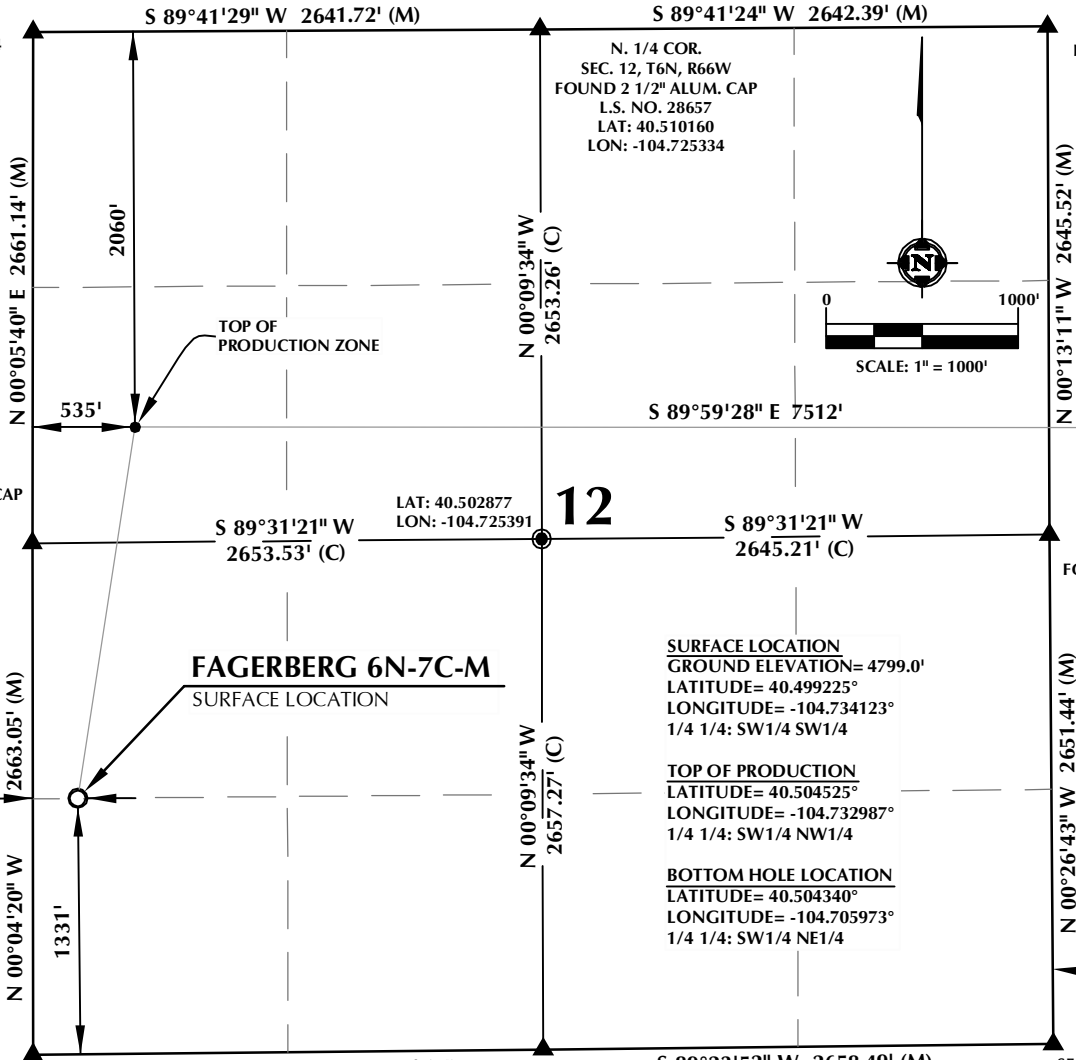 S 89°41'29" W 2641.72' (M)
S 89°41'24" W 2642.39' (M)
N. 1/4 COR.
SEC. 12, T6N, R66W
FOUND 2 1/2" ALUM. CAP
L.S. NO. 28657
LAT: 40.510160
LON: -104.725334
N 00°05'40" E 2661.14' (M)
2060'
N 00°09'34" W
2653.26' (C)
N
0 1000'
SCALE: 1" = 1000'
N 00°13'11" W 2645.52' (M)
TOP OF
PRODUCTION ZONE
535'
S 89°59'28" E 7512'
CAP
LAT: 40.502877
LON: -104.725391
12
S 89°31'21" W
2653.53' (C)
S 89°31'21" W
2645.21' (C)
FAGERBERG 6N-7C-M
SURFACE LOCATION
N 00°04'20" W 2663.05' (M)
1331'
N 00°09'34" W
2657.27' (C)
SURFACE LOCATION
GROUND ELEVATION= 4799.0'
LATITUDE= 40.499225°
LONGITUDE= -104.734123°
1/4 1/4: SW1/4 SW1/4
TOP OF PRODUCTION
LATITUDE= 40.504525°
LONGITUDE= -104.732987°
1/4 1/4: SW1/4 NW1/4
BOTTOM HOLE LOCATION
LATITUDE= 40.504340°
LONGITUDE= -104.705973°
1/4 1/4: SW1/4 NE1/4
N 00°26'43" W 2651.44' (M)